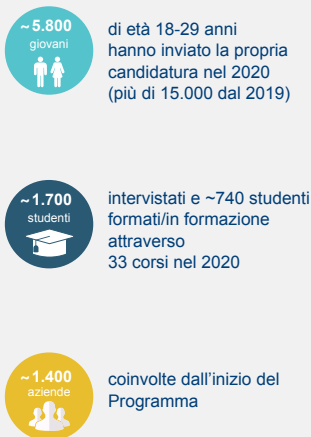 ~5.800
giovani
di età 18-29 anni
hanno inviato la propria
candidatura nel 2020
(più di 15.000 dal 2019)
~1.700
studenti
intervistati e ~740 studenti
formati/in formazione
attraverso
33 corsi nel 2020
~1.400
aziende
coinvolte dall'inizio del
Programma